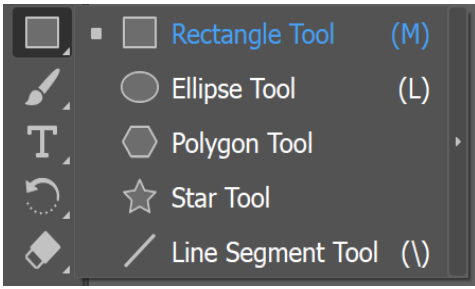 Rectangle Tool (M)
Ellipse Tool (L)
Polygon Tool
Star Tool
Line Segment Tool (\)